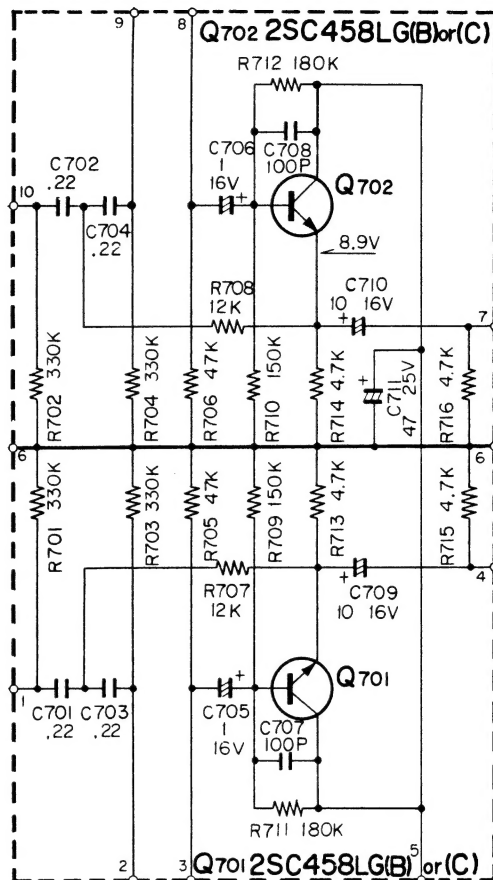 9
8
Q702 2SC458LG(B)or(C)
R712 180K
C706
1
16V
+
C708
100P
Q702
C702
.22
10
C704
.22
8.9V
R708
12K
C710
+
10 16V
7
R702 330K
R704 330K
R706 47K
R710 150K
R714 4.7K
+
C711
47 25V
R716 4.7K
6
6
R701 330K
R703 330K
R705 47K
R709 150K
R713 4.7K
R715 4.7K
R707
12K
+
C709
10 16V
4
Q701
1
C701
.22
C703
.22
+
C705
1
16V
C707
100P
R711 180K
2
3
Q701 2SC458LG(B) or(C)
5